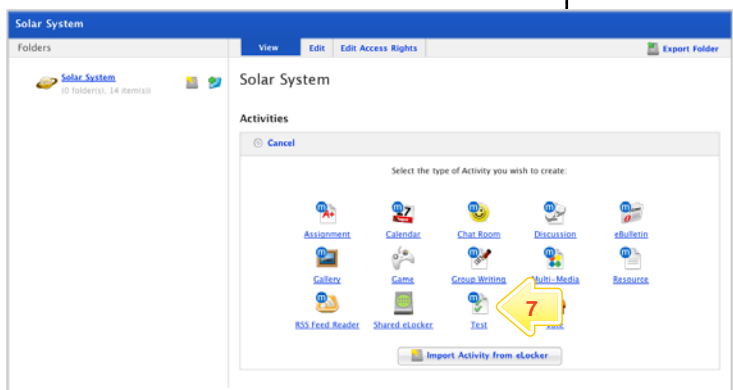 Solar System
Folders
View Edit Edit Access Rights Export Folder
Solar System
(0 folder(s), 14 item(s))
Solar System
Activities
Cancel
Select the type of Activity you wish to create:
Assignment Calendar Chat Room Discussion eBulletin
Gallery Game Group Writing Multi-Media Resource
7
RSS Feed Reader Shared eLocker Test
Import Activity from eLocker